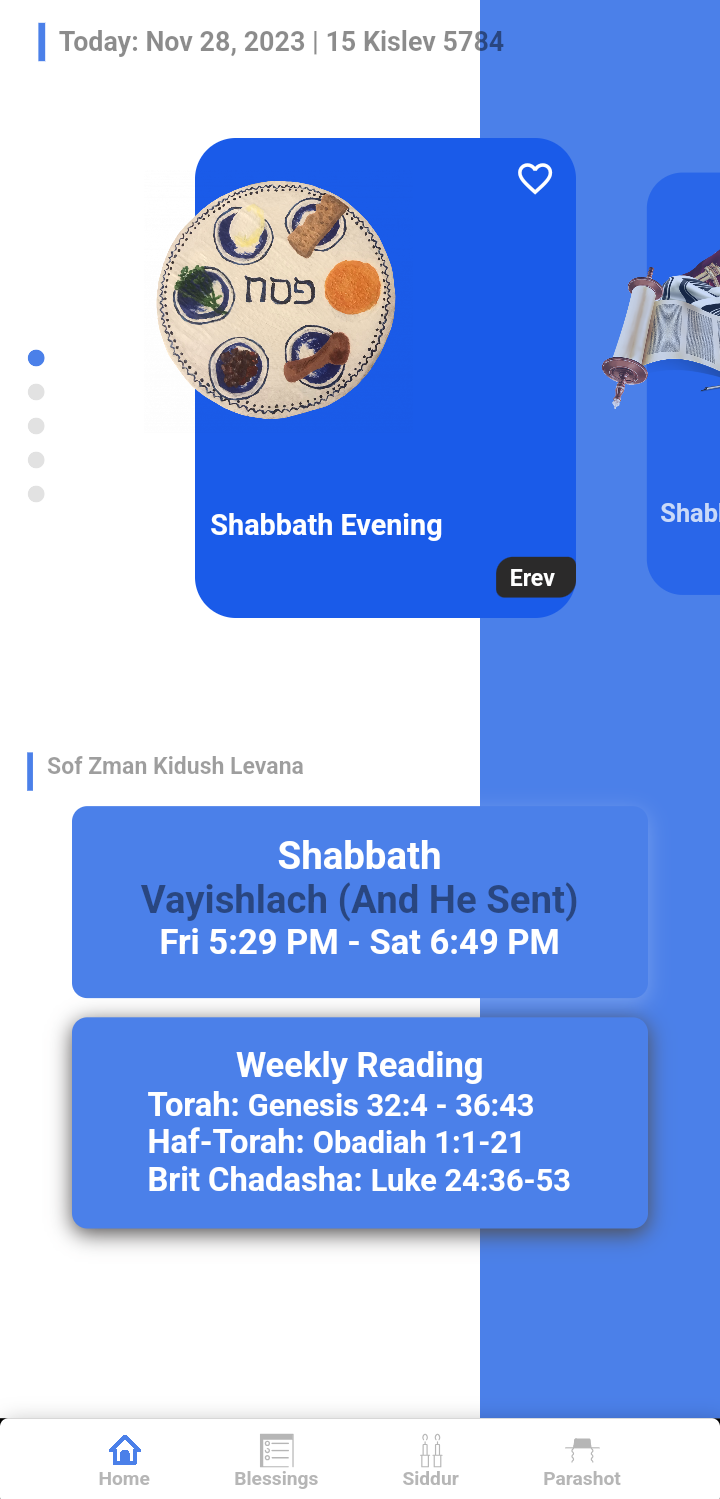 Today: Nov 28, 2023 | 15 Kislev 5784
פסח
Shabbath Evening
Erev
Sof Zman Kidush Levana
Shabbath
Vayishlach (And He Sent)
Fri 5:29 PM - Sat 6:49 PM
Weekly Reading
Torah: Genesis 32:4 - 36:43
Haf-Torah: Obadiah 1:1-21
Brit Chadasha: Luke 24:36-53
Home
Blessings
Siddur
Parashot